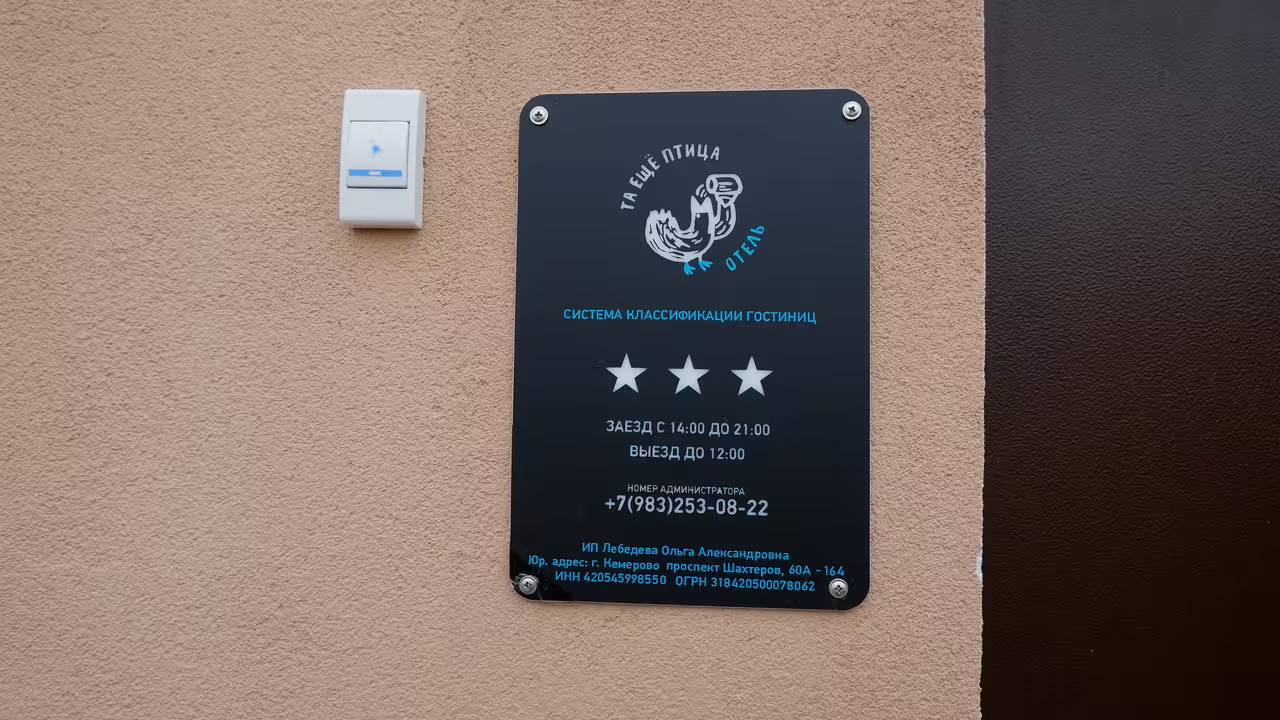 ТА ЕЩЁ ПТИЦА
ОТЕЛЬ
СИСТЕМА КЛАССИФИКАЦИИ ГОСТИНИЦ
ЗАЕЗД С 14:00 ДО 21:00
ВЫЕЗД ДО 12:00
НОМЕР АДМИНИСТРАТОРА
+7(983)253-08-22
ИП Лебедева Ольга Александровна
Юр. адрес: г. Кемерово проспект Шахтеров, 60А - 164
ИНН 420545998550 ОГРН 318420500078062